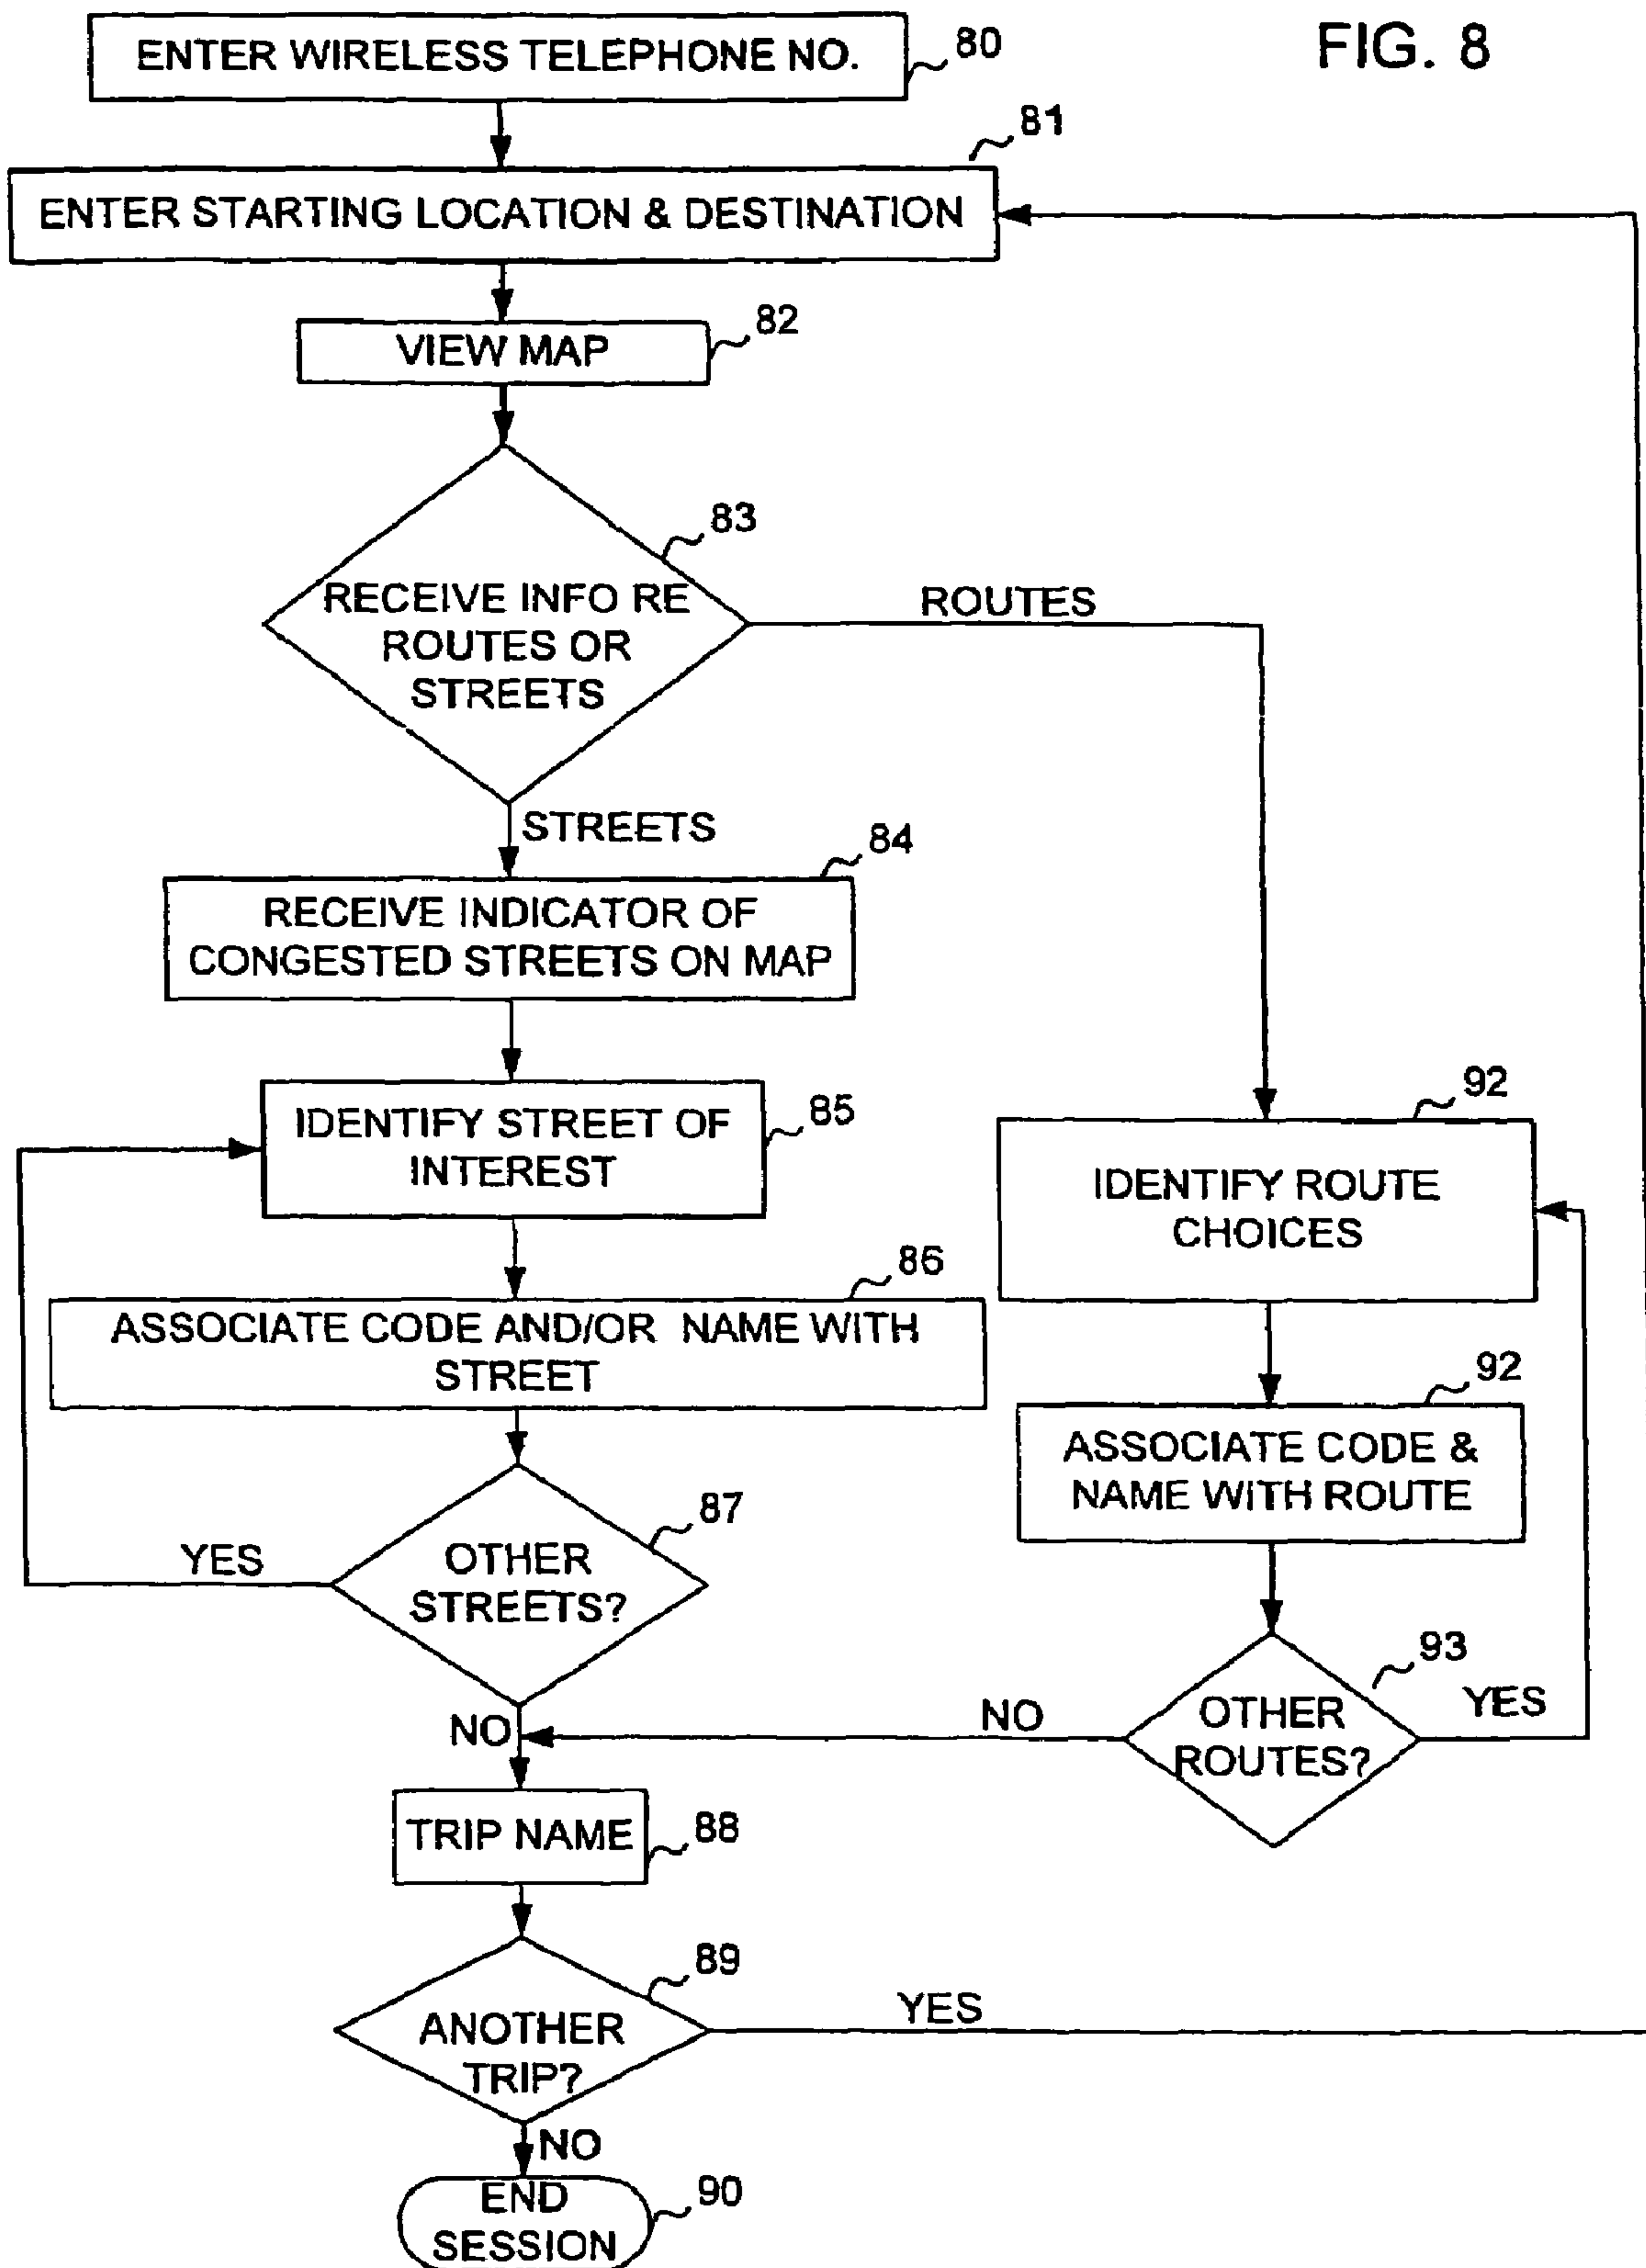 FIG. 8
ENTER WIRELESS TELEPHONE NO.
80
81
ENTER STARTING LOCATION & DESTINATION
82
VIEW MAP
83
RECEIVE INFO RE
ROUTES OR
STREETS
ROUTES
STREETS
84
RECEIVE INDICATOR OF
CONGESTED STREETS ON MAP
85
IDENTIFY STREET OF
INTEREST
86
ASSOCIATE CODE AND/OR NAME WITH
STREET
87
OTHER
STREETS?
YES
NO
92
IDENTIFY ROUTE
CHOICES
92
ASSOCIATE CODE &
NAME WITH ROUTE
93
OTHER
ROUTES?
YES
NO
TRIP NAME
88
89
ANOTHER
TRIP?
YES
NO
END
SESSION
90